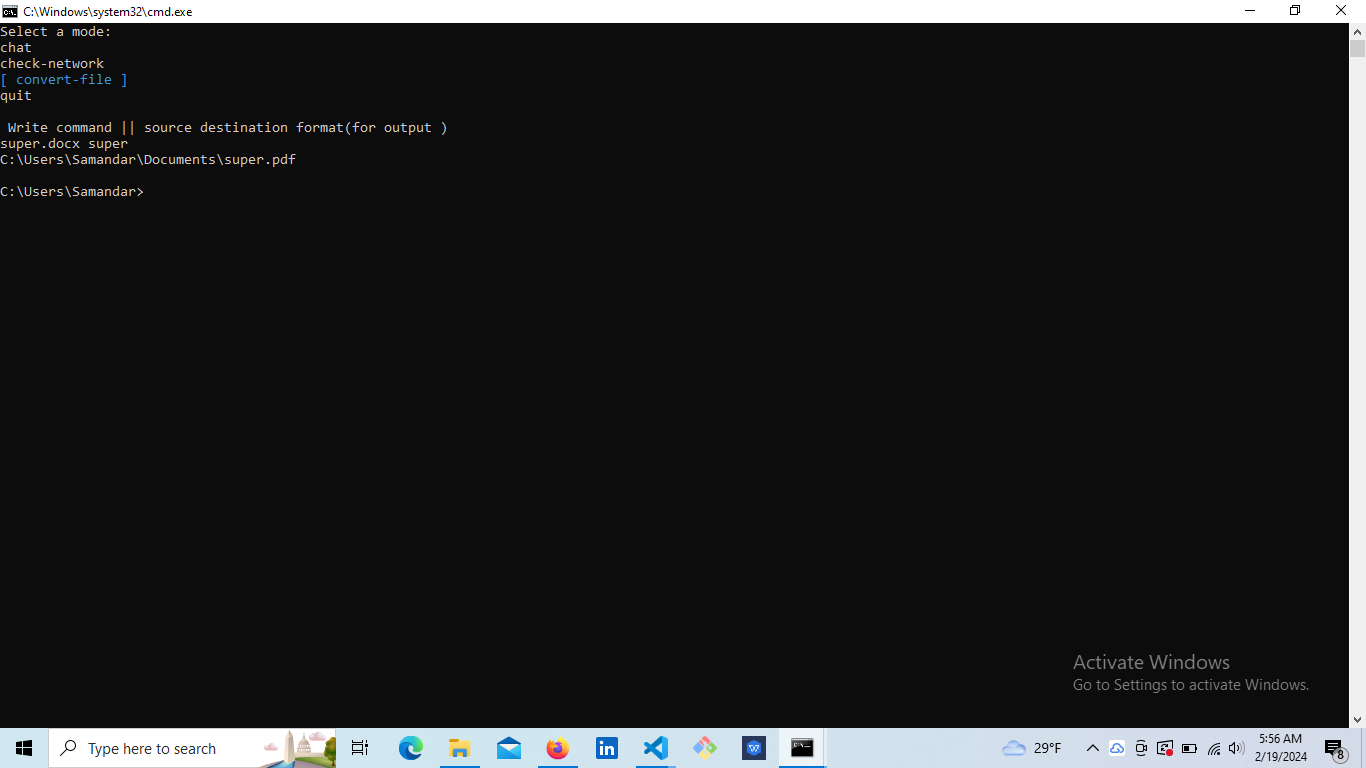 C:\Windows\system32\cmd.exe
Select a mode:
chat
check-network
[ convert-file ]
quit
Write command || source destination format(for output )
super.docx super
C:\Users\Samandar\Documents\super.pdf
C:\Users\Samandar>
Activate Windows
Go to Settings to activate Windows.
Type here to search
29°F
5:56 AM
2/19/2024
8